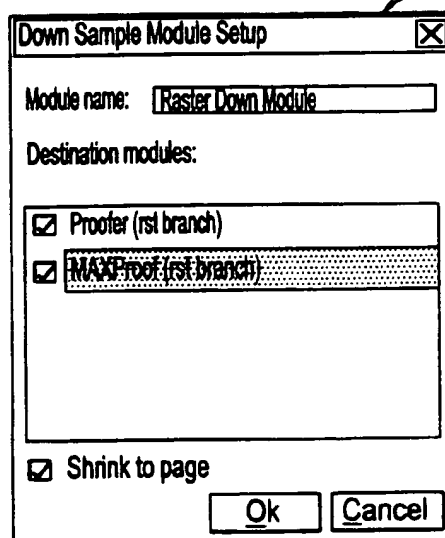 Down Sample Module Setup
Module name: Raster Down Module
Destination modules:
Proofer (rst branch)
MAXProof (rst branch)
Shrink to page
Ok Cancel